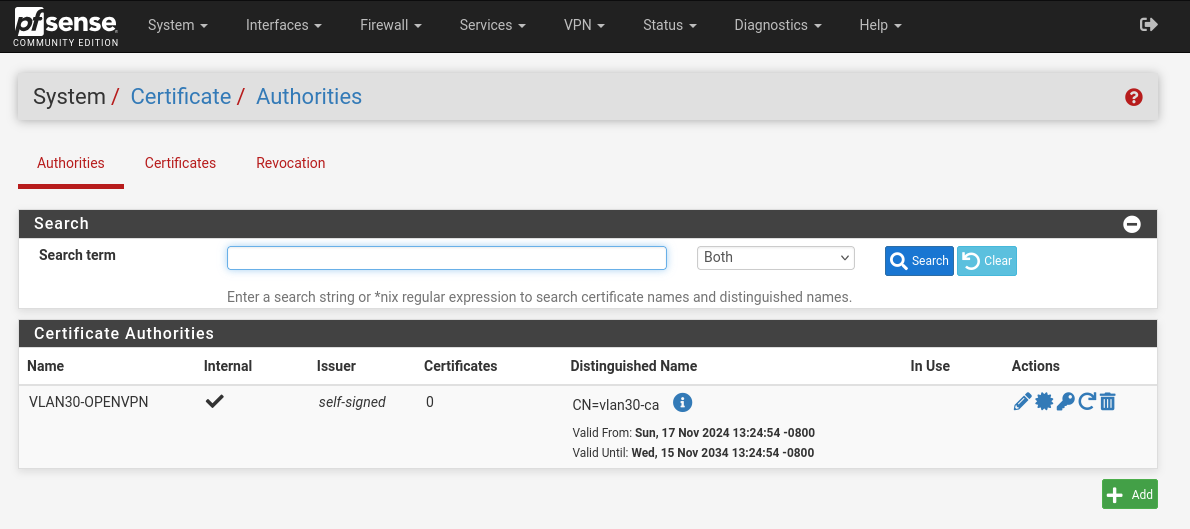 pfsense
COMMUNITY EDITION
System Interfaces Firewall Services VPN Status Diagnostics Help
System / Certificate / Authorities
Authorities Certificates Revocation
Search
Search term Both Search Clear
Enter a search string or *nix regular expression to search certificate names and distinguished names.
Certificate Authorities
Name Internal Issuer Certificates Distinguished Name In Use Actions
VLAN30-OPENVPN self-signed 0 CN=vlan30-ca
Valid From: Sun, 17 Nov 2024 13:24:54 -0800
Valid Until: Wed, 15 Nov 2034 13:24:54 -0800
Add